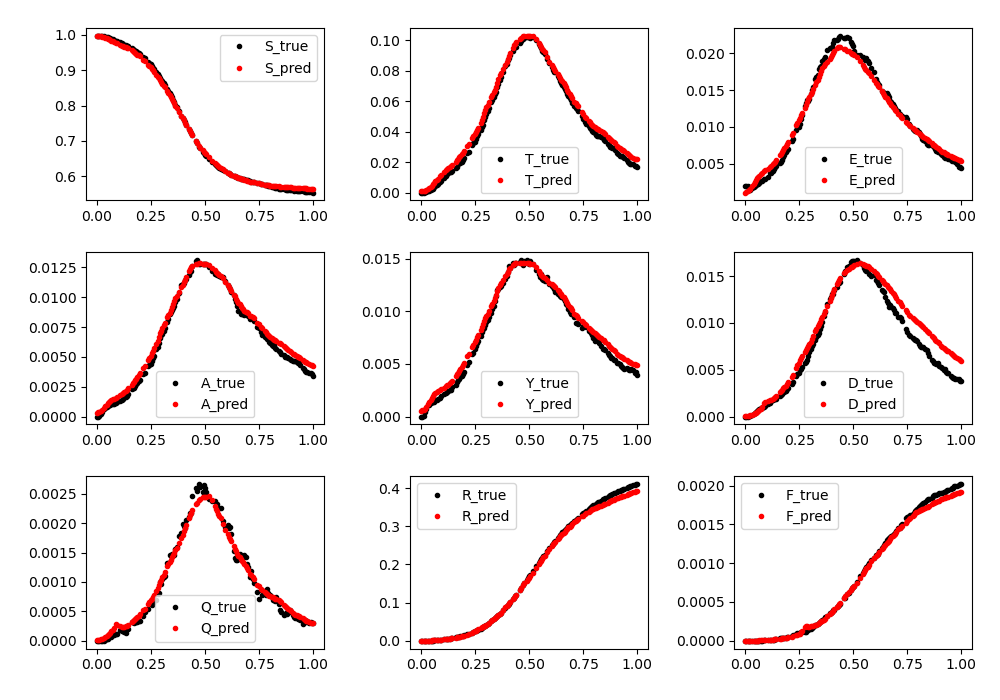 1.0
0.9
0.8
0.7
0.6
S_true
S_pred
0.00 0.25 0.50 0.75 1.00
0.10
0.08
0.06
0.04
0.02
0.00
T_true
T_pred
0.00 0.25 0.50 0.75 1.00
0.020
0.015
0.010
0.005
E_true
E_pred
0.00 0.25 0.50 0.75 1.00
0.0125
0.0100
0.0075
0.0050
0.0025
0.0000
A_true
A_pred
0.00 0.25 0.50 0.75 1.00
0.015
0.010
0.005
0.000
Y_true
Y_pred
0.00 0.25 0.50 0.75 1.00
0.015
0.010
0.005
0.000
D_true
D_pred
0.00 0.25 0.50 0.75 1.00
0.0025
0.0020
0.0015
0.0010
0.0005
0.0000
Q_true
Q_pred
0.00 0.25 0.50 0.75 1.00
0.4
0.3
0.2
0.1
0.0
R_true
R_pred
0.00 0.25 0.50 0.75 1.00
0.0020
0.0015
0.0010
0.0005
0.0000
F_true
F_pred
0.00 0.25 0.50 0.75 1.00